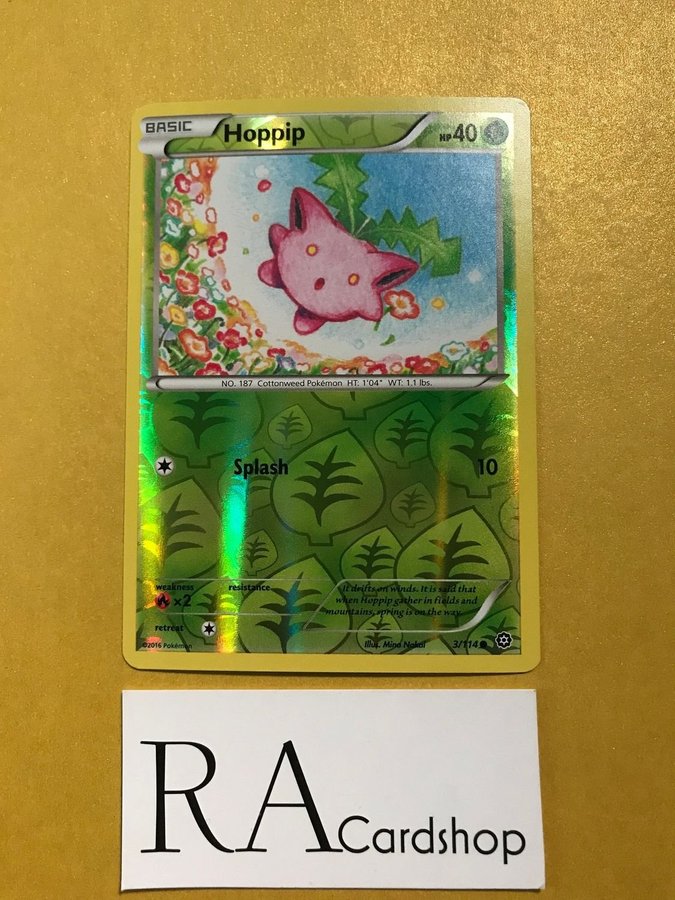 BASIC Hoppip HP40
NO. 187 Cottonweed Pokémon HT: 1'04" WT: 1.1 lbs.
Splash 10
weakness resistance
×2
It drifts on winds. It is said that
when Hoppip gather in fields and
mountains, spring is on the way.
retreat
©2016 Pokémon Illus. Mina Nakai 3/114
RA Cardshop